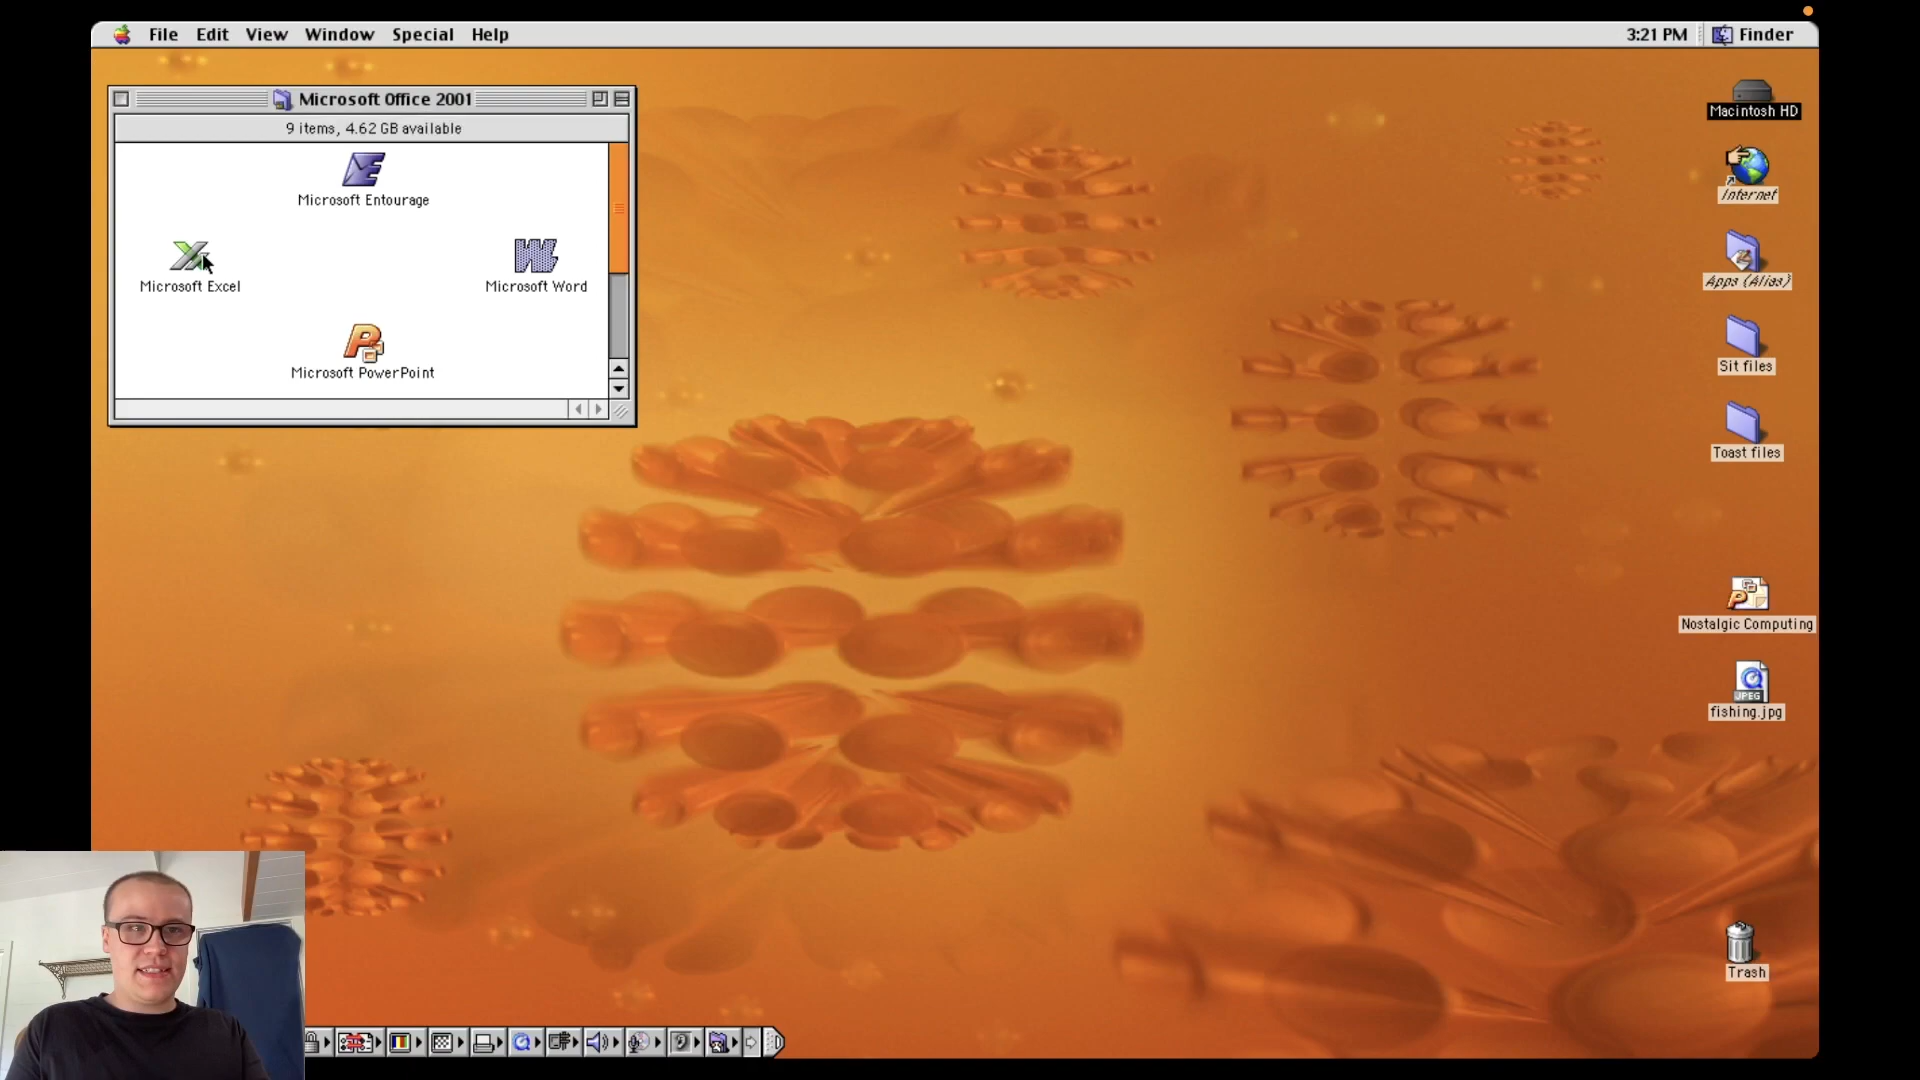 File Edit View Window Special Help
3:21 PM Finder
Microsoft Office 2001
9 items, 4.62 GB available
Microsoft Entourage
Microsoft Excel
Microsoft Word
Microsoft PowerPoint
Macintosh HD
Internet
Apps (Alias)
Sit files
Toast files
Nostalgic Computing
JPEG
fishing.jpg
Trash